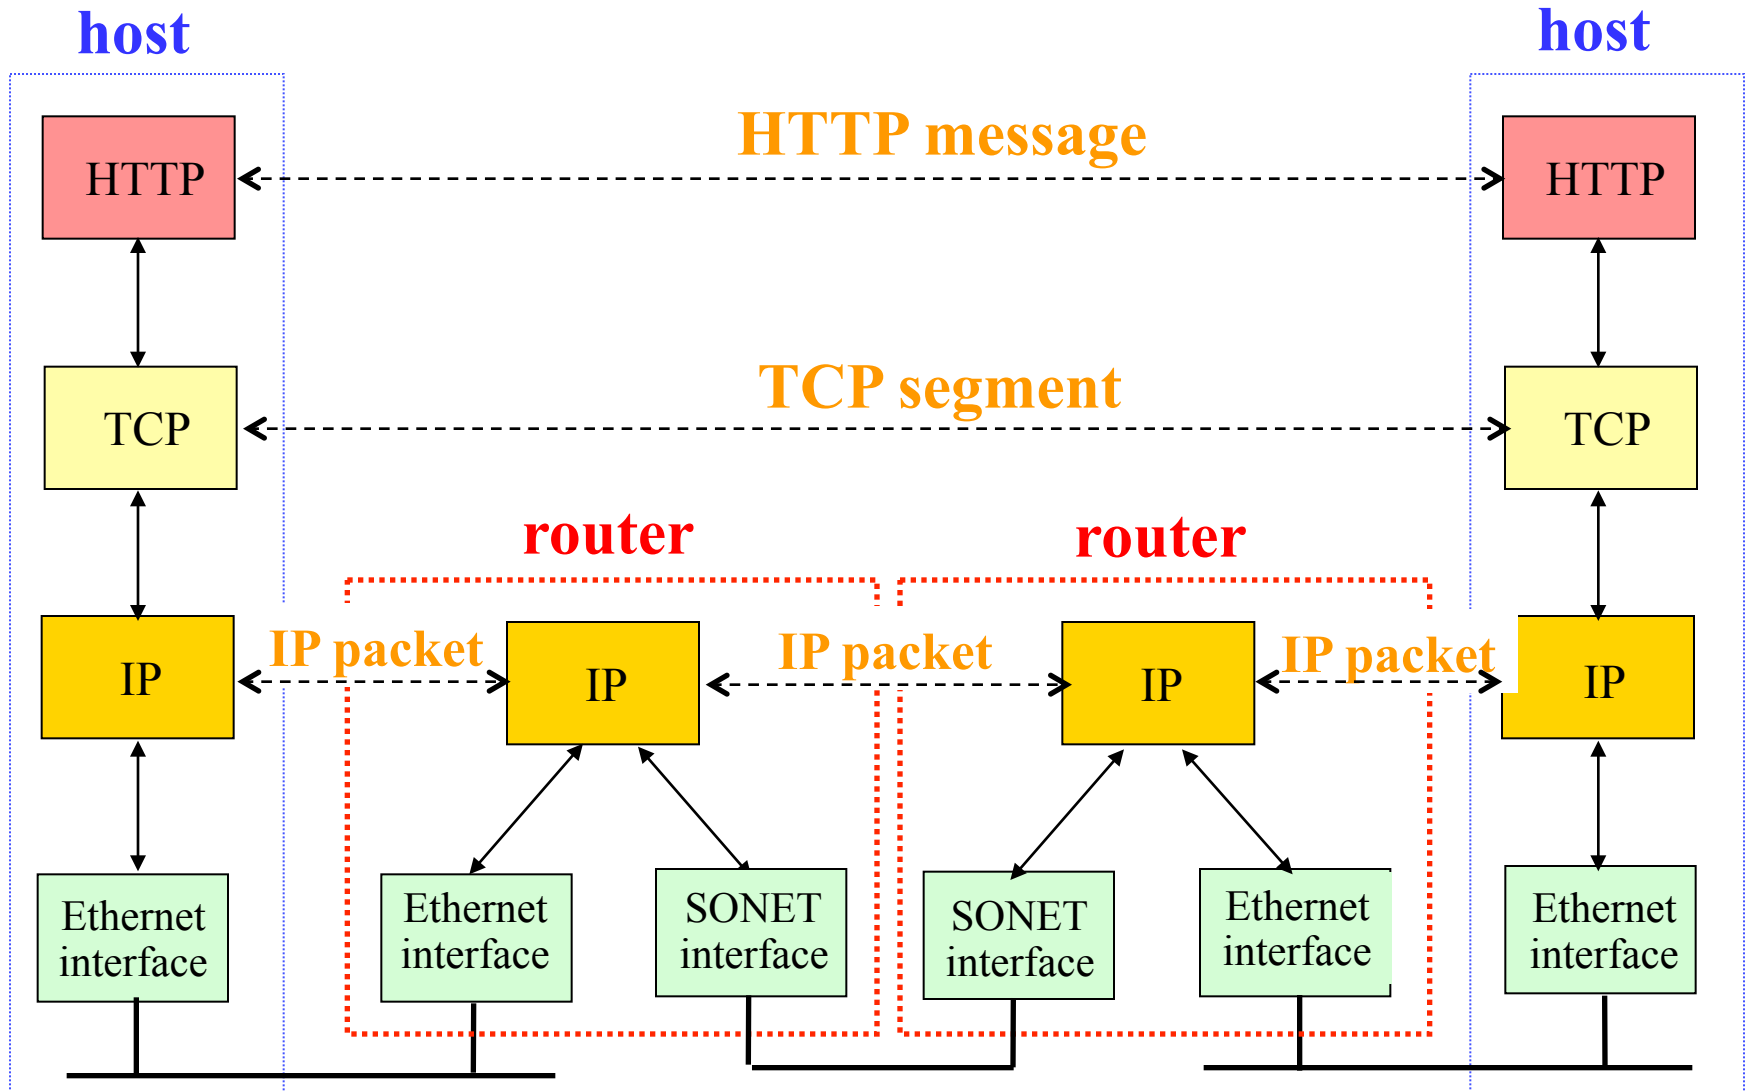 host
host
HTTP message
HTTP
HTTP
TCP segment
TCP
TCP
router
router
IP packet
IP packet
IP packet
IP
IP
IP
IP
Ethernet
interface
Ethernet
interface
SONET
interface
SONET
interface
Ethernet
interface
Ethernet
interface